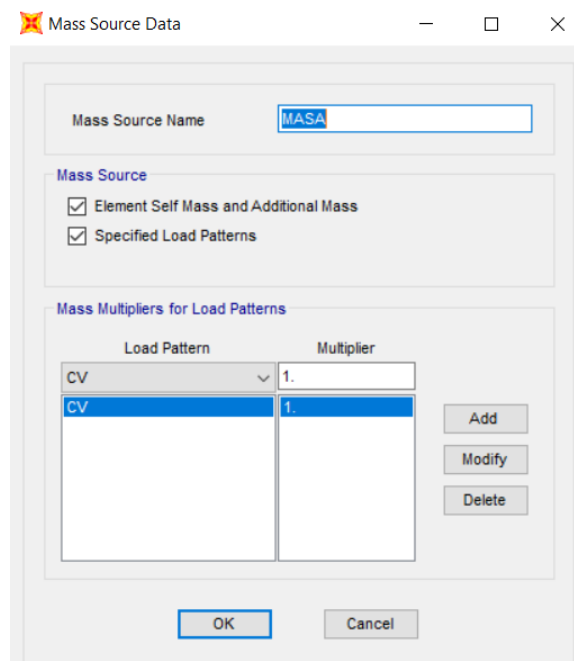 Mass Source Data
Mass Source Name MASA
Mass Source
Element Self Mass and Additional Mass
Specified Load Patterns
Mass Multipliers for Load Patterns
Load Pattern Multiplier
CV 1.
CV 1.
Add
Modify
Delete
OK Cancel